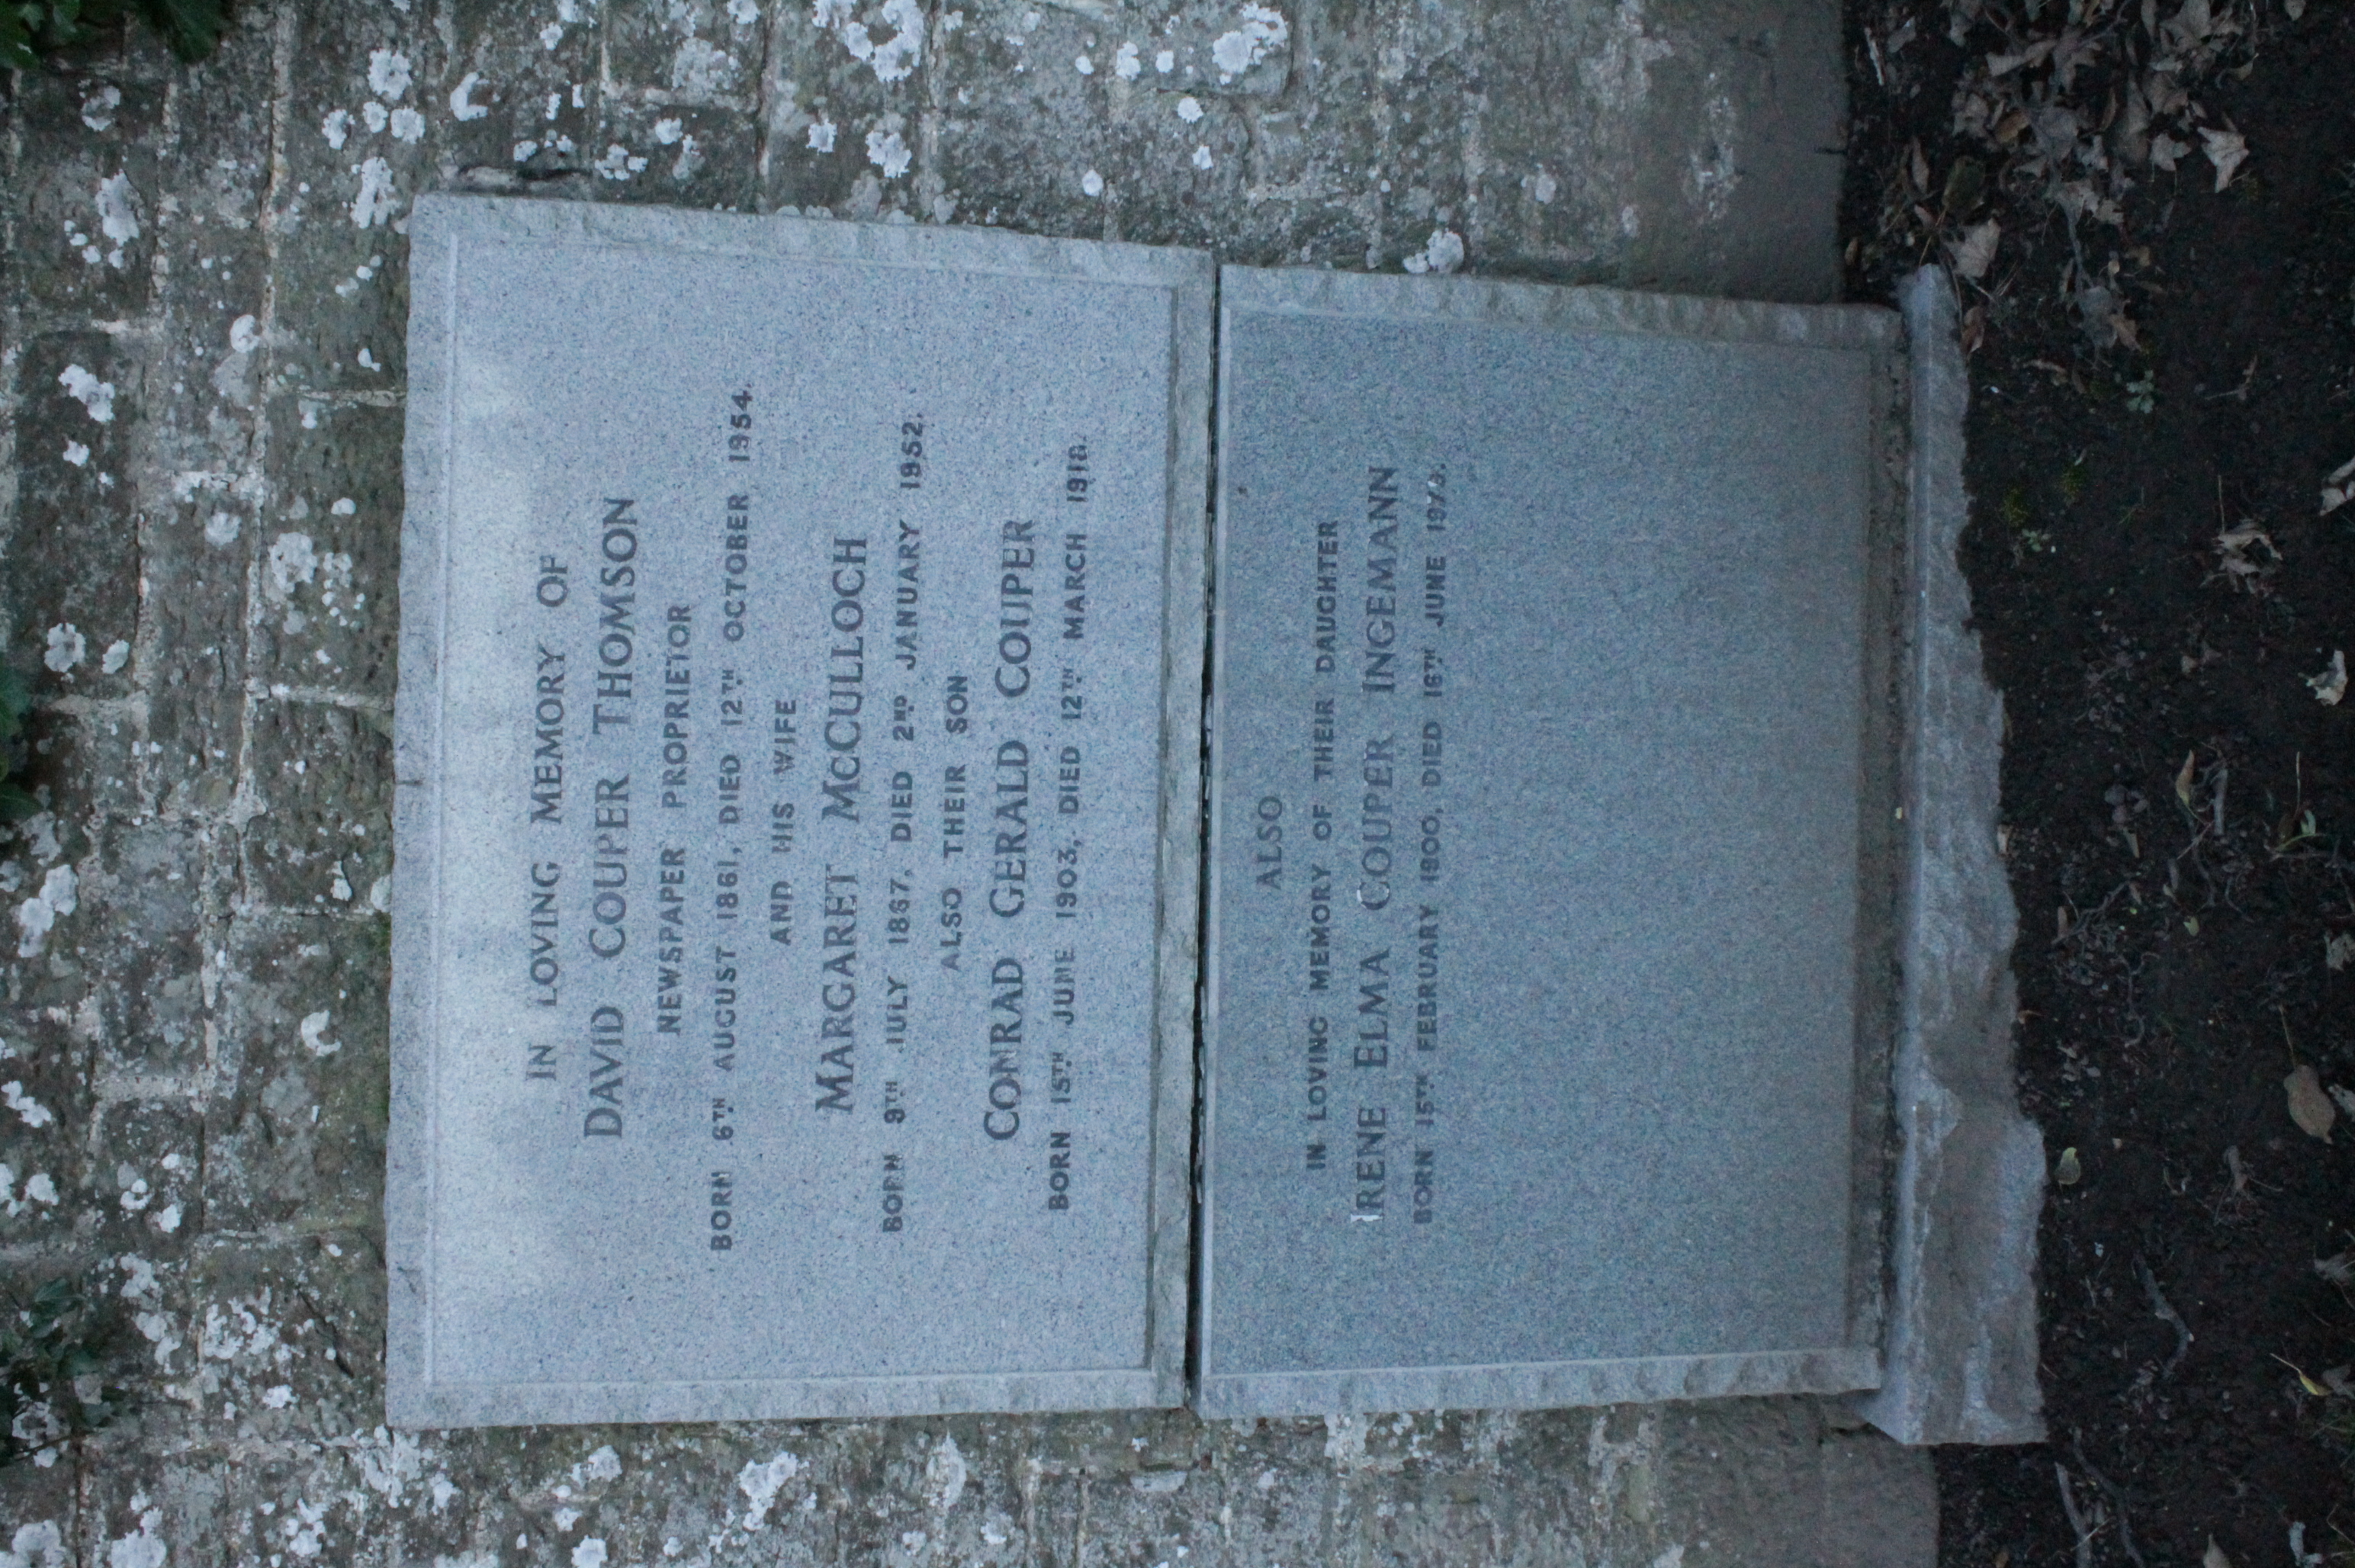 IN LOVING MEMORY OF
DAVID COUPER THOMSON
NEWSPAPER PROPRIETOR
BORN 6TH AUGUST 1861, DIED 12TH OCTOBER 1954.
AND HIS WIFE
MARGARET McCULLOCH
BORN 9TH JULY 1867, DIED 2ND JANUARY 1952.
ALSO THEIR SON
CONRAD GERALD COUPER
BORN 15TH JUNE 1903, DIED 12TH MARCH
ALSO
IN LOVING MEMORY OF THEIR DAUGHTER
IRENE ELMA COUPER INGEMANN
BORN 15TH FEBRUARY 1900, DIED 16TH JUNE